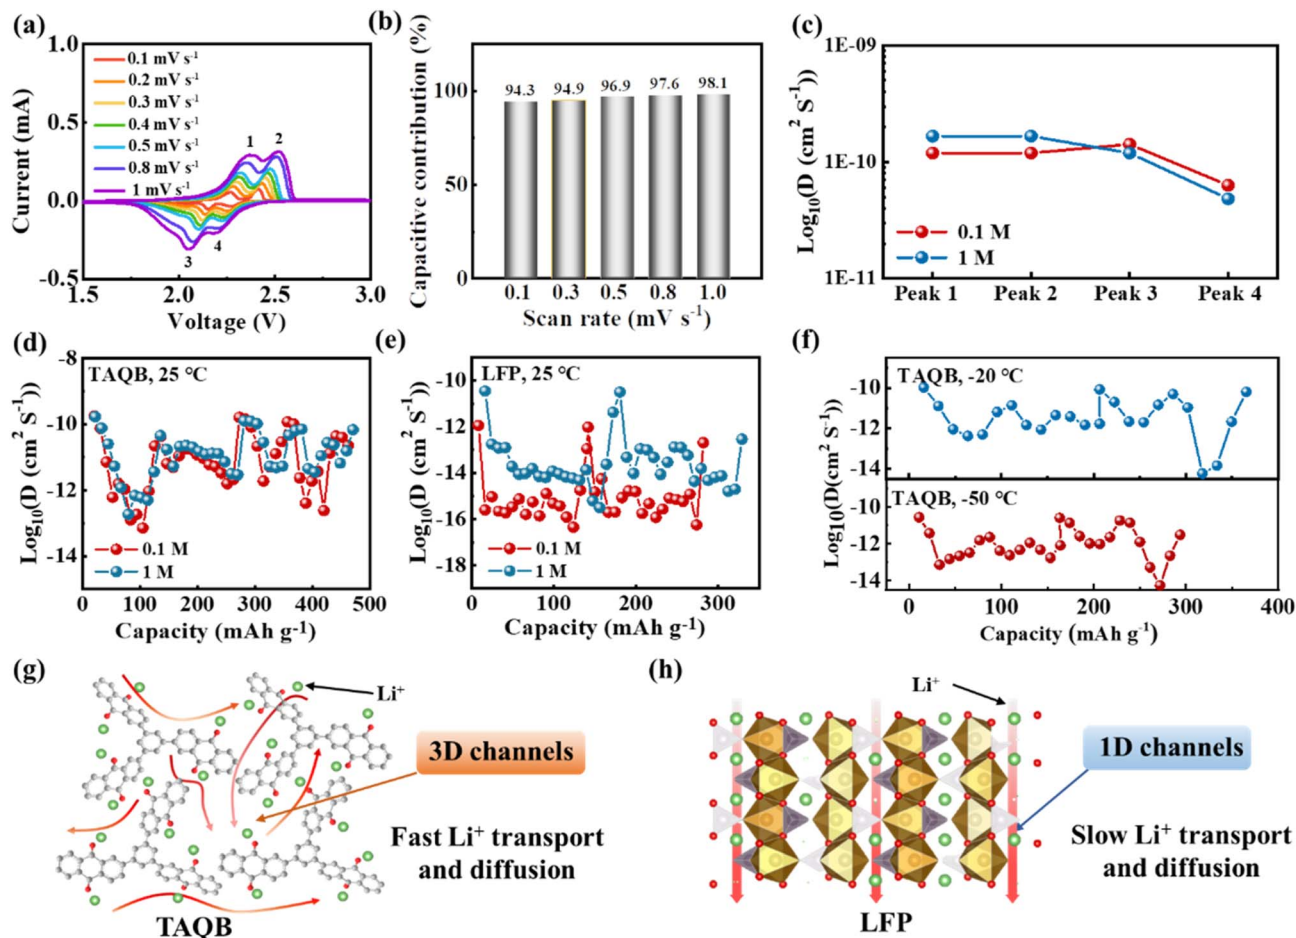 (a)
1.0
0.5
0.0
-0.5
Current (mA)
0.1 mV s⁻¹
0.2 mV s⁻¹
0.3 mV s⁻¹
0.4 mV s⁻¹
0.5 mV s⁻¹
0.8 mV s⁻¹
1 mV s⁻¹
1
2
3
4
1.5 2.0 2.5 3.0
Voltage (V)
(b)
Capacitive contribution (%)
100
50
0
94.3 94.9 96.9 97.6 98.1
0.1 0.3 0.5 0.8 1.0
Scan rate (mV s⁻¹)
(c)
Log₁₀(D (cm² S⁻¹))
1E-09
1E-10
1E-11
0.1 M
1 M
Peak 1 Peak 2 Peak 3 Peak 4
(d)
Log₁₀(D (cm² S⁻¹))
-8
-10
-12
-14
TAQB, 25 °C
0.1 M
1 M
0 100 200 300 400 500
Capacity (mAh g⁻¹)
(e)
Log₁₀(D (cm² S⁻¹))
-10
-12
-14
-16
-18
LFP, 25 °C
0.1 M
1 M
0 100 200 300
Capacity (mAh g⁻¹)
(f)
Log₁₀(D(cm² S⁻¹))
-10
-12
-14
TAQB, -20 °C
-10
-12
-14
TAQB, -50 °C
0 100 200 300 400
Capacity (mAh g⁻¹)
(g)
Li⁺
3D channels
Fast Li⁺ transport
and diffusion
TAQB
(h)
Li⁺
1D channels
Slow Li⁺ transport
and diffusion
LFP